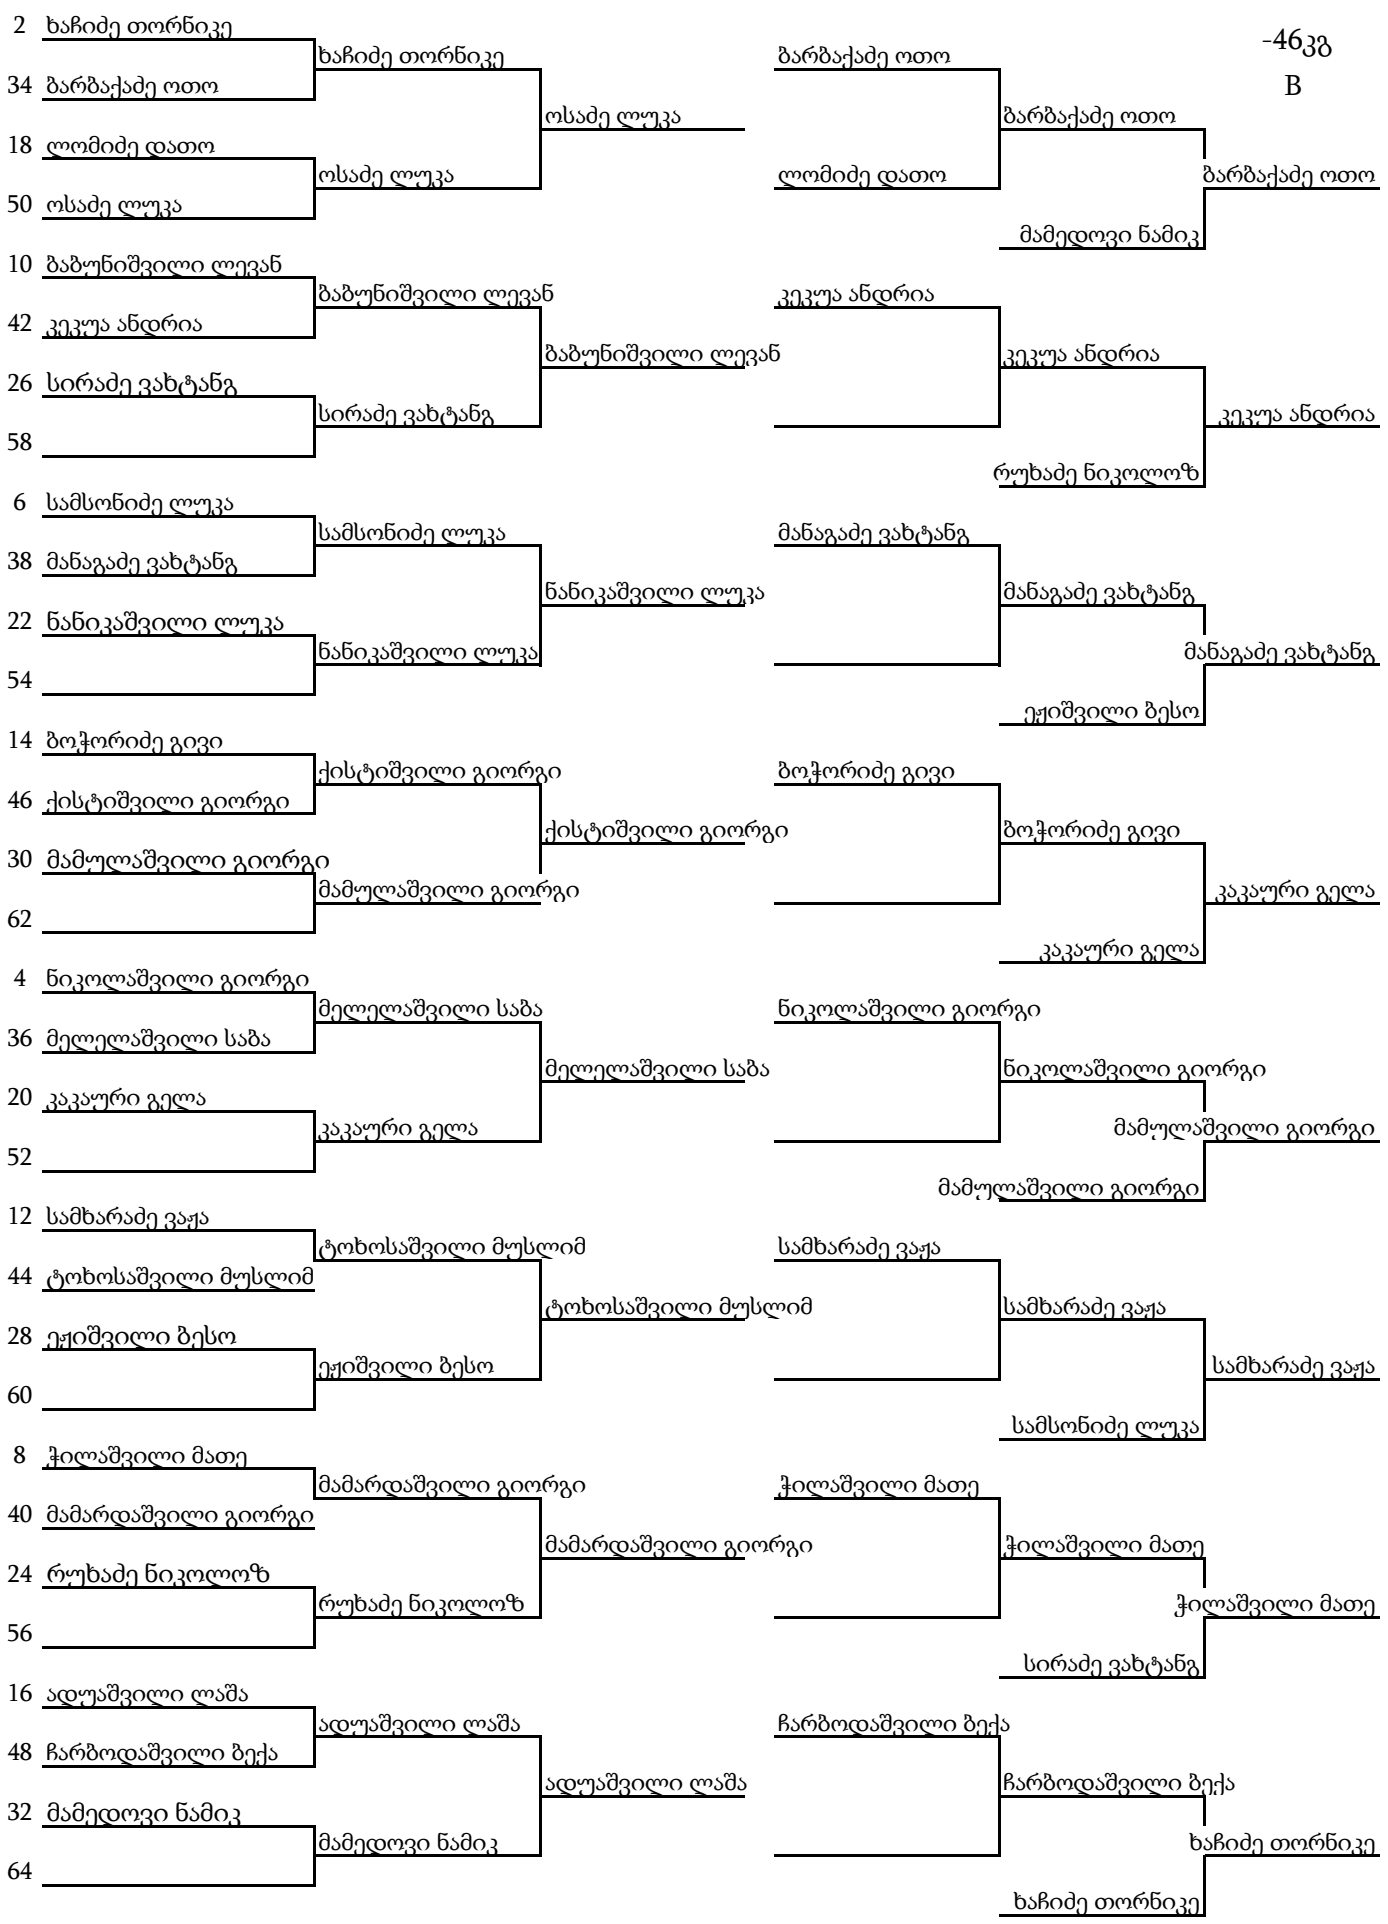 2 ხაჩიძე თორნიკე
ხაჩიძე თორნიკე
ბარბაქაძე ოთო
-46კგ
34 ბარბაქაძე ოთო
B
ოსაძე ლუკა
ბარბაქაძე ოთო
18 ლომიძე დათო
ოსაძე ლუკა
ლომიძე დათო
ბარბაქაძე ოთო
50 ოსაძე ლუკა
მამედოვი ნამიკ
10 ბაბუნიშვილი ლევან
ბაბუნიშვილი ლევან
კეკუა ანდრია
42 კეკუა ანდრია
ბაბუნიშვილი ლევან
კეკუა ანდრია
26 სირაძე ვახტანგ
სირაძე ვახტანგ
კეკუა ანდრია
58
რუხაძე ნიკოლოზ
6 სამსონიძე ლუკა
სამსონიძე ლუკა
მანაგაძე ვახტანგ
38 მანაგაძე ვახტანგ
ნანიკაშვილი ლუკა
მანაგაძე ვახტანგ
22 ნანიკაშვილი ლუკა
ნანიკაშვილი ლუკა
მანაგაძე ვახტანგ
54
ეჟიშვილი ბესო
14 ბოჭორიძე გივი
ქისტიშვილი გიორგი
ბოჭორიძე გივი
46 ქისტიშვილი გიორგი
ქისტიშვილი გიორგი
ბოჭორიძე გივი
30 მამულაშვილი გიორგი
მამულაშვილი გიორგი
კაკაური გელა
62
კაკაური გელა
4 ნიკოლაშვილი გიორგი
მელელაშვილი საბა
ნიკოლაშვილი გიორგი
36 მელელაშვილი საბა
მელელაშვილი საბა
ნიკოლაშვილი გიორგი
20 კაკაური გელა
კაკაური გელა
მამულაშვილი გიორგი
52
მამულაშვილი გიორგი
12 სამხარაძე ვაჟა
ტოხოსაშვილი მუსლიმ
სამხარაძე ვაჟა
44 ტოხოსაშვილი მუსლიმ
ტოხოსაშვილი მუსლიმ
სამხარაძე ვაჟა
28 ეჟიშვილი ბესო
ეჟიშვილი ბესო
სამხარაძე ვაჟა
60
სამსონიძე ლუკა
8 ჭილაშვილი მათე
მამარდაშვილი გიორგი
ჭილაშვილი მათე
40 მამარდაშვილი გიორგი
მამარდაშვილი გიორგი
ჭილაშვილი მათე
24 რუხაძე ნიკოლოზ
რუხაძე ნიკოლოზ
ჭილაშვილი მათე
56
სირაძე ვახტანგ
16 ადუაშვილი ლაშა
ადუაშვილი ლაშა
ჩარბოდაშვილი ბექა
48 ჩარბოდაშვილი ბექა
ადუაშვილი ლაშა
ჩარბოდაშვილი ბექა
32 მამედოვი ნამიკ
მამედოვი ნამიკ
ხაჩიძე თორნიკე
64
ხაჩიძე თორნიკე